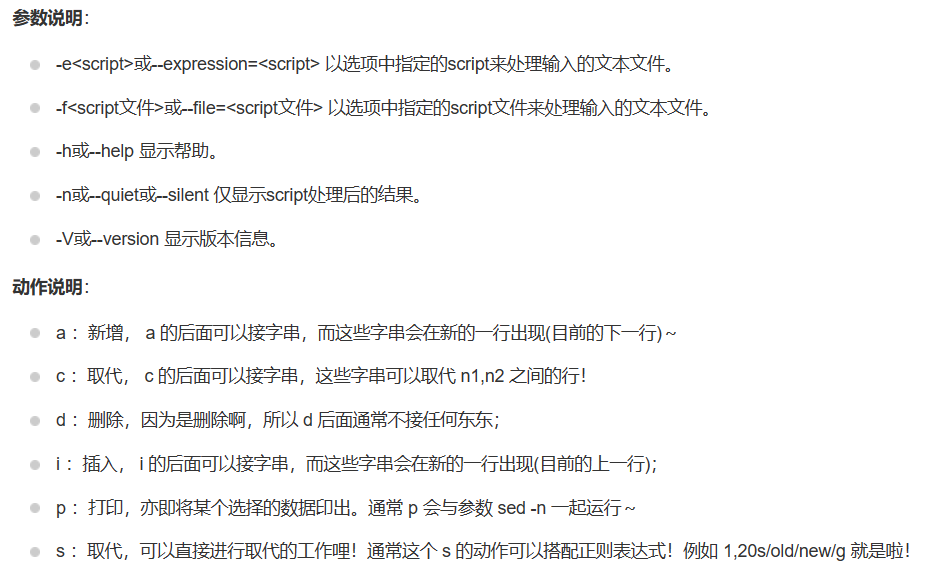 参数说明：
-e<script>或--expression=<script> 以选项中指定的script来处理输入的文本文件。
-f<script文件>或--file=<script文件> 以选项中指定的script文件来处理输入的文本文件。
-h或--help 显示帮助。
-n或--quiet或--silent 仅显示script处理后的结果。
-V或--version 显示版本信息。
动作说明：
a ：新增， a 的后面可以接字串，而这些字串会在新的一行出现(目前的下一行)～
c ：取代， c 的后面可以接字串，这些字串可以取代 n1,n2 之间的行！
d ：删除，因为是删除啊，所以 d 后面通常不接任何东东；
i ：插入， i 的后面可以接字串，而这些字串会在新的一行出现(目前的上一行)；
p ：打印，亦即将某个选择的数据印出。通常 p 会与参数 sed -n 一起运行～
s ：取代，可以直接进行取代的工作哩！通常这个 s 的动作可以搭配正则表达式！例如 1,20s/old/new/g 就是啦！